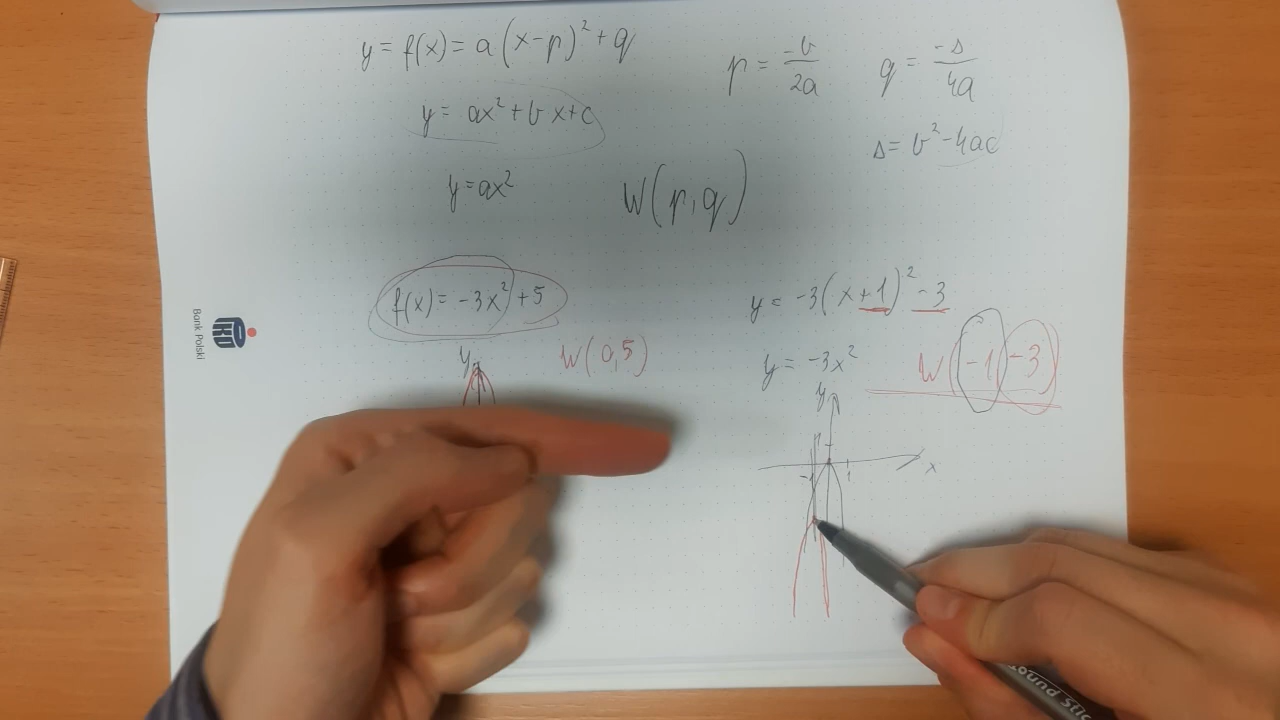 y = f(x) = a(x-p)² + q
p = -b/2a
q = -Δ/4a
y = ax² + bx + c
Δ = b² - 4ac
y = ax²
W(p, q)
f(x) = -3x² + 5
y = -3(x+1)² - 3
W(0,5)
y = -3x²
W(-1, -3)
y
y
x
1
Bank Polski